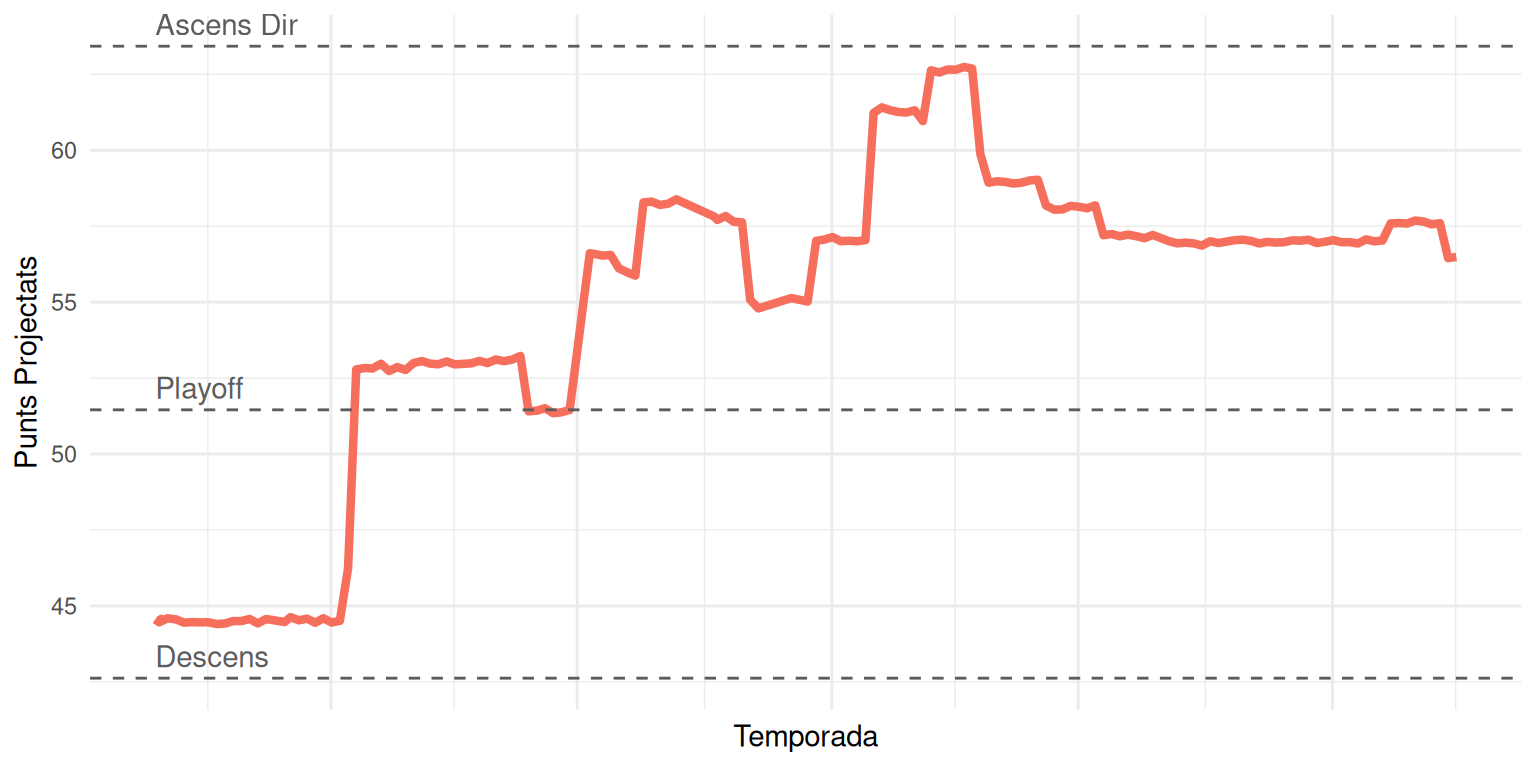 Ascens Dir
60
55
Playoff
50
45
Descens
Punts Projectats
Temporada